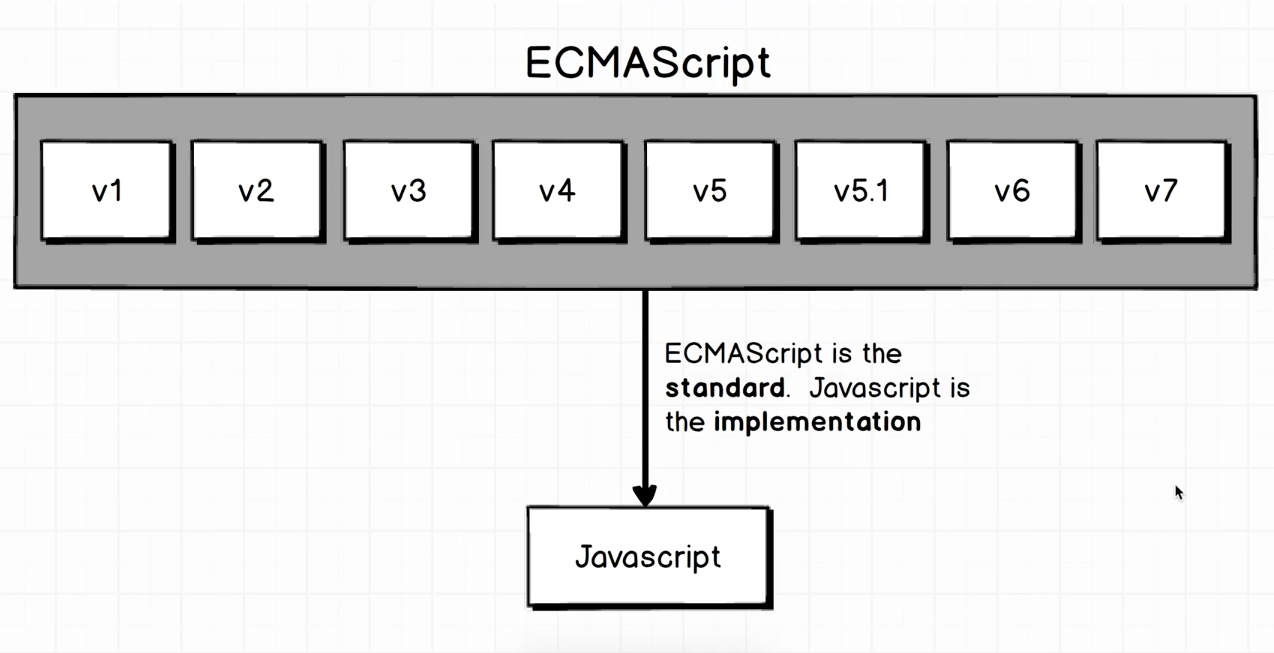 ECMAScript
v1 v2 v3 v4 v5 v5.1 v6 v7
ECMAScript is the
standard. Javascript is
the implementation
Javascript